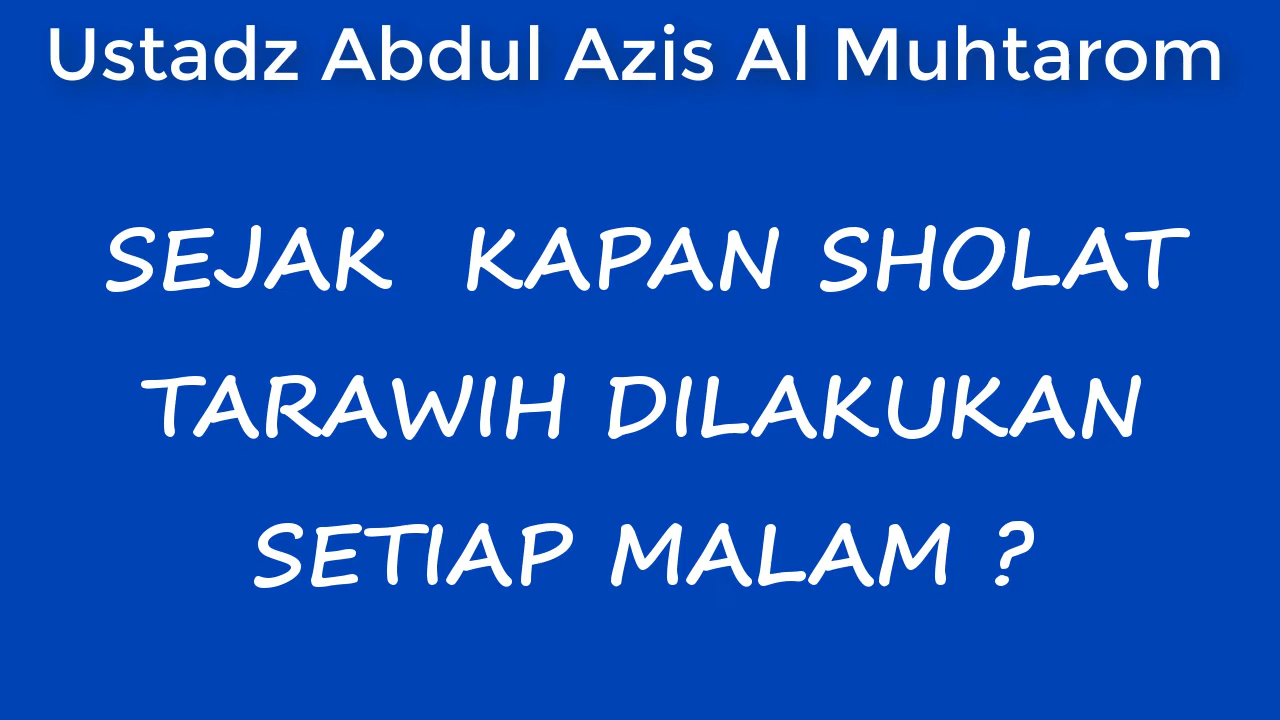 Ustadz Abdul Azis Al Muhtarom
SEJAK KAPAN SHOLAT
TARAWIH DILAKUKAN
SETIAP MALAM ?